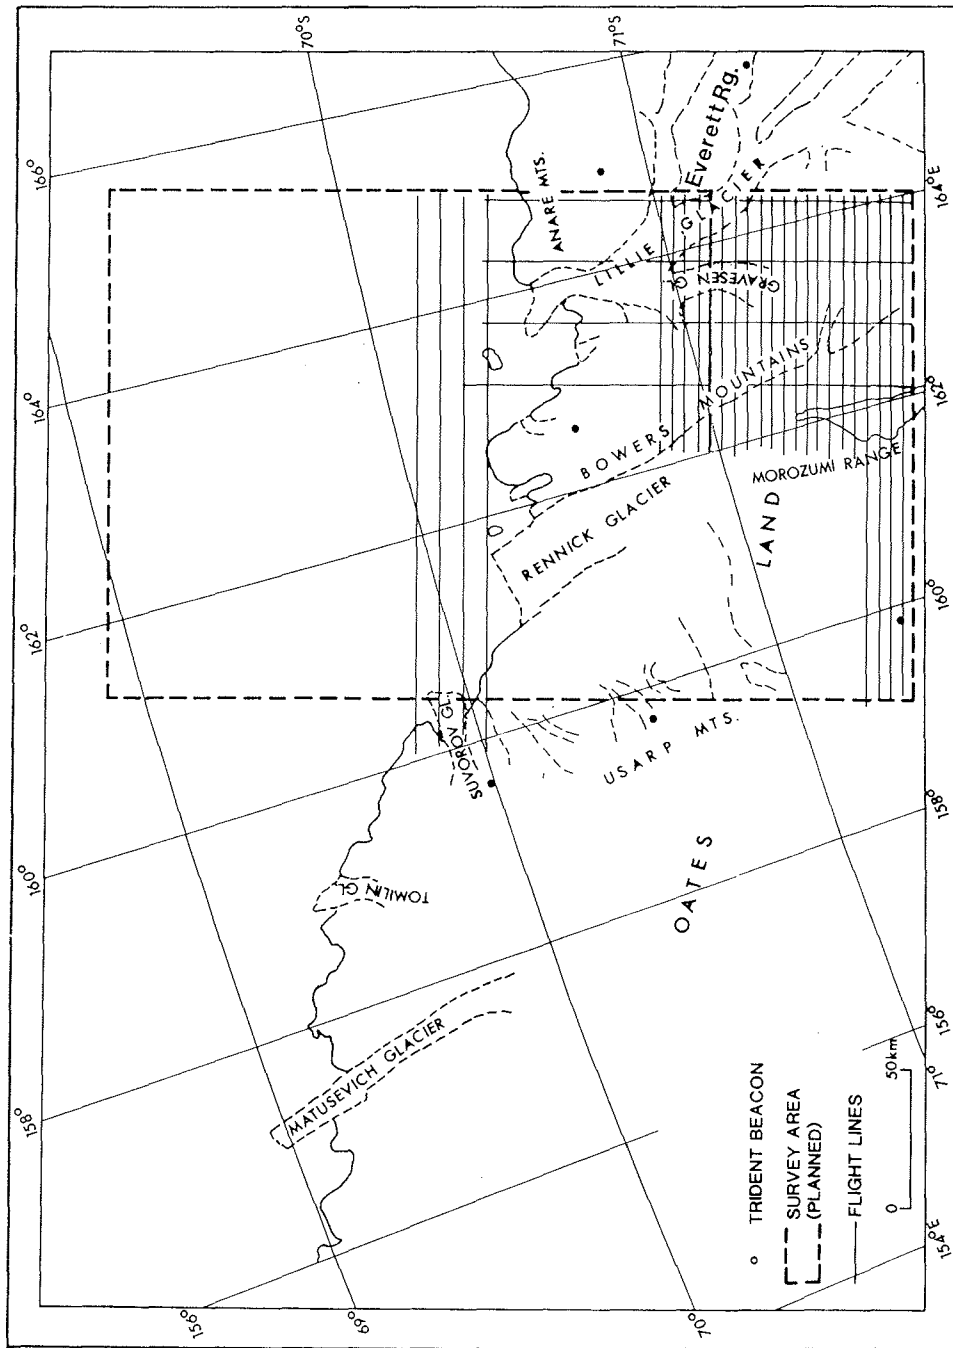 70°S
71°S
166°
164°
162°
160°
158°
156°
69°
70°
154°E
71°
156°
158°
160°
162°
164°E
ANARE MTS.
Everett Rg.
LILLIE GLACIER
GRAVESEN GL
BOWERS MOUNTAINS
RENNICK GLACIER
MOROZUMI RANGE
OATES LAND
USARP MTS.
SUVOROV GL.
TOMILIN GL
MATUSEVICH GLACIER
TRIDENT BEACON
SURVEY AREA
(PLANNED)
FLIGHT LINES
0 50km